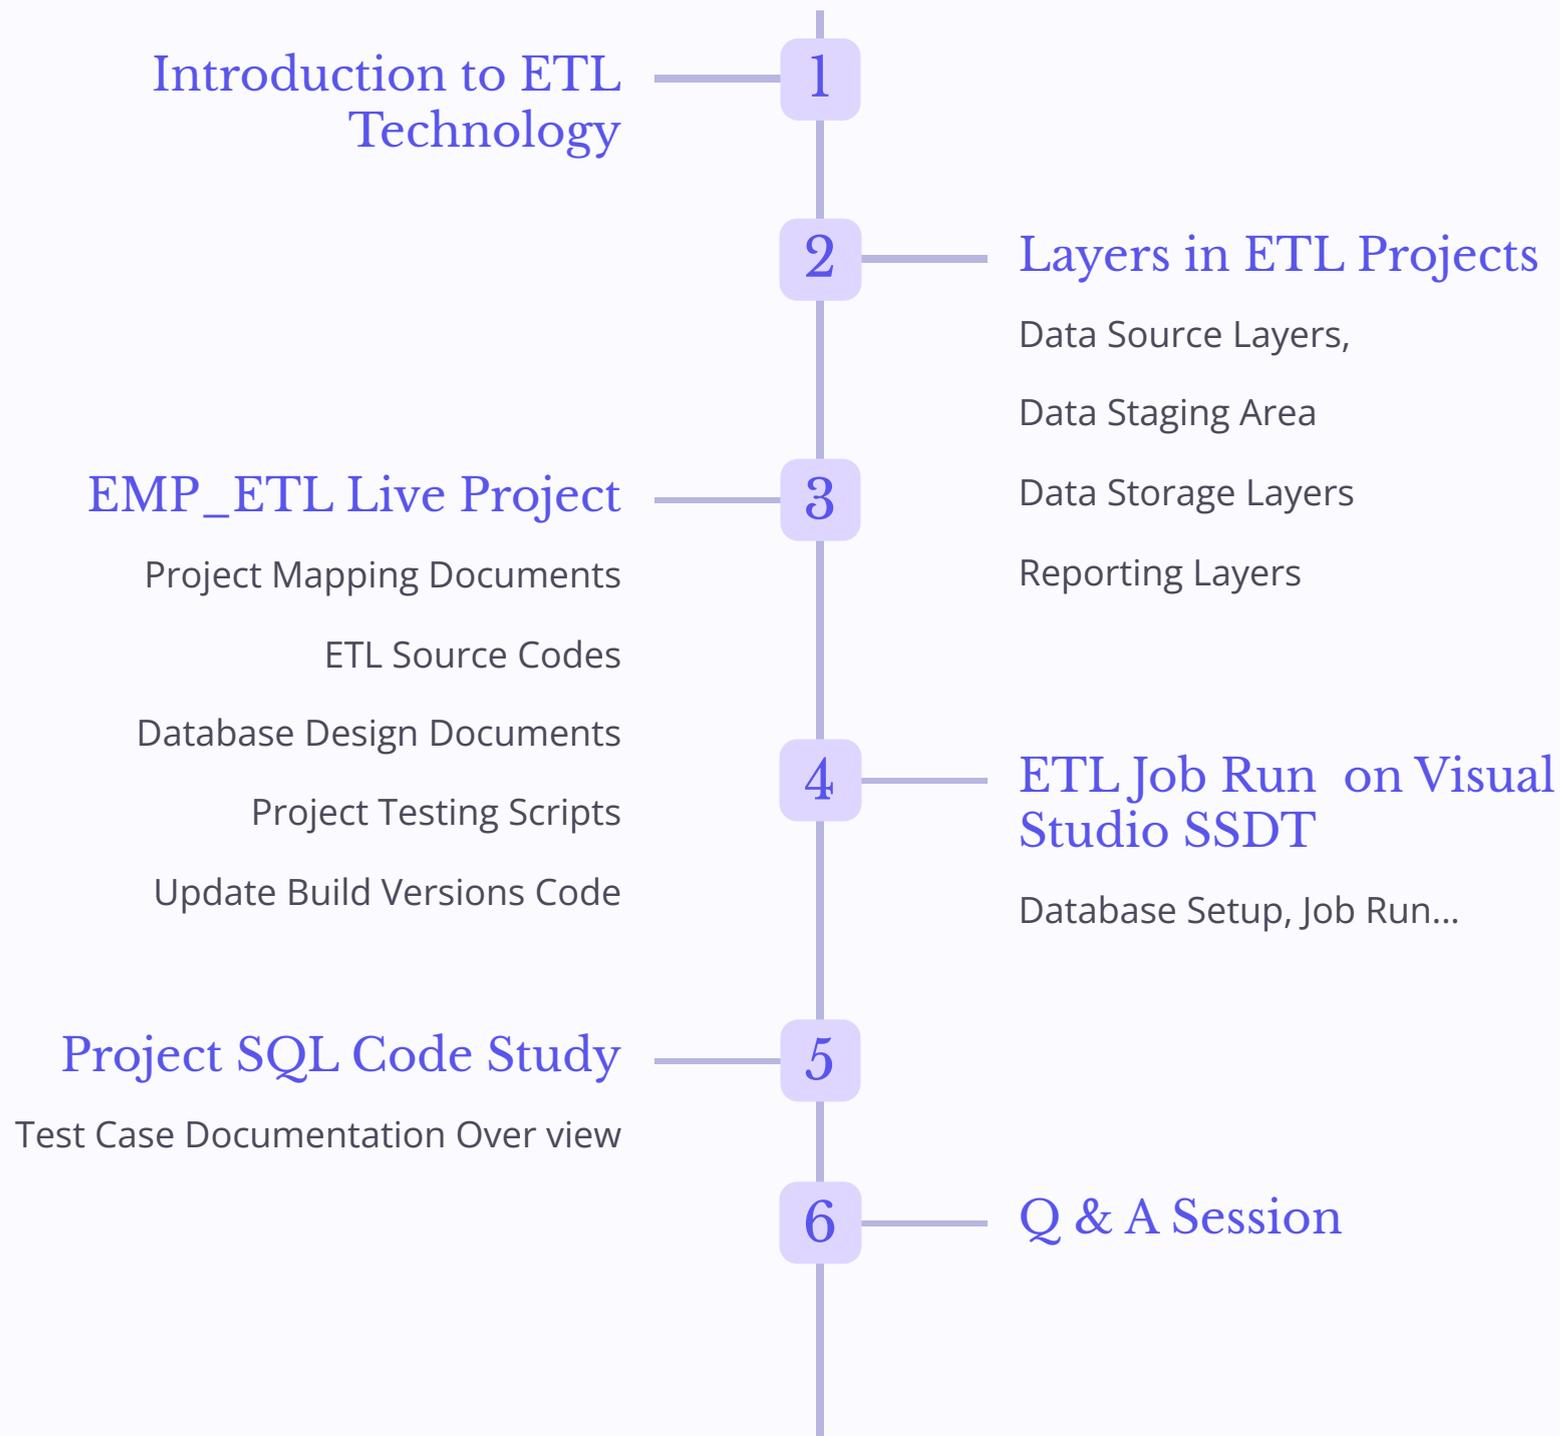 1
Introduction to ETL
Technology
2
Layers in ETL Projects
Data Source Layers,
Data Staging Area
Data Storage Layers
Reporting Layers
3
EMP_ETL Live Project
Project Mapping Documents
ETL Source Codes
Database Design Documents
Project Testing Scripts
Update Build Versions Code
4
ETL Job Run  on Visual
Studio SSDT
Database Setup, Job Run...
5
Project SQL Code Study
Test Case Documentation Over view
6
Q & A Session